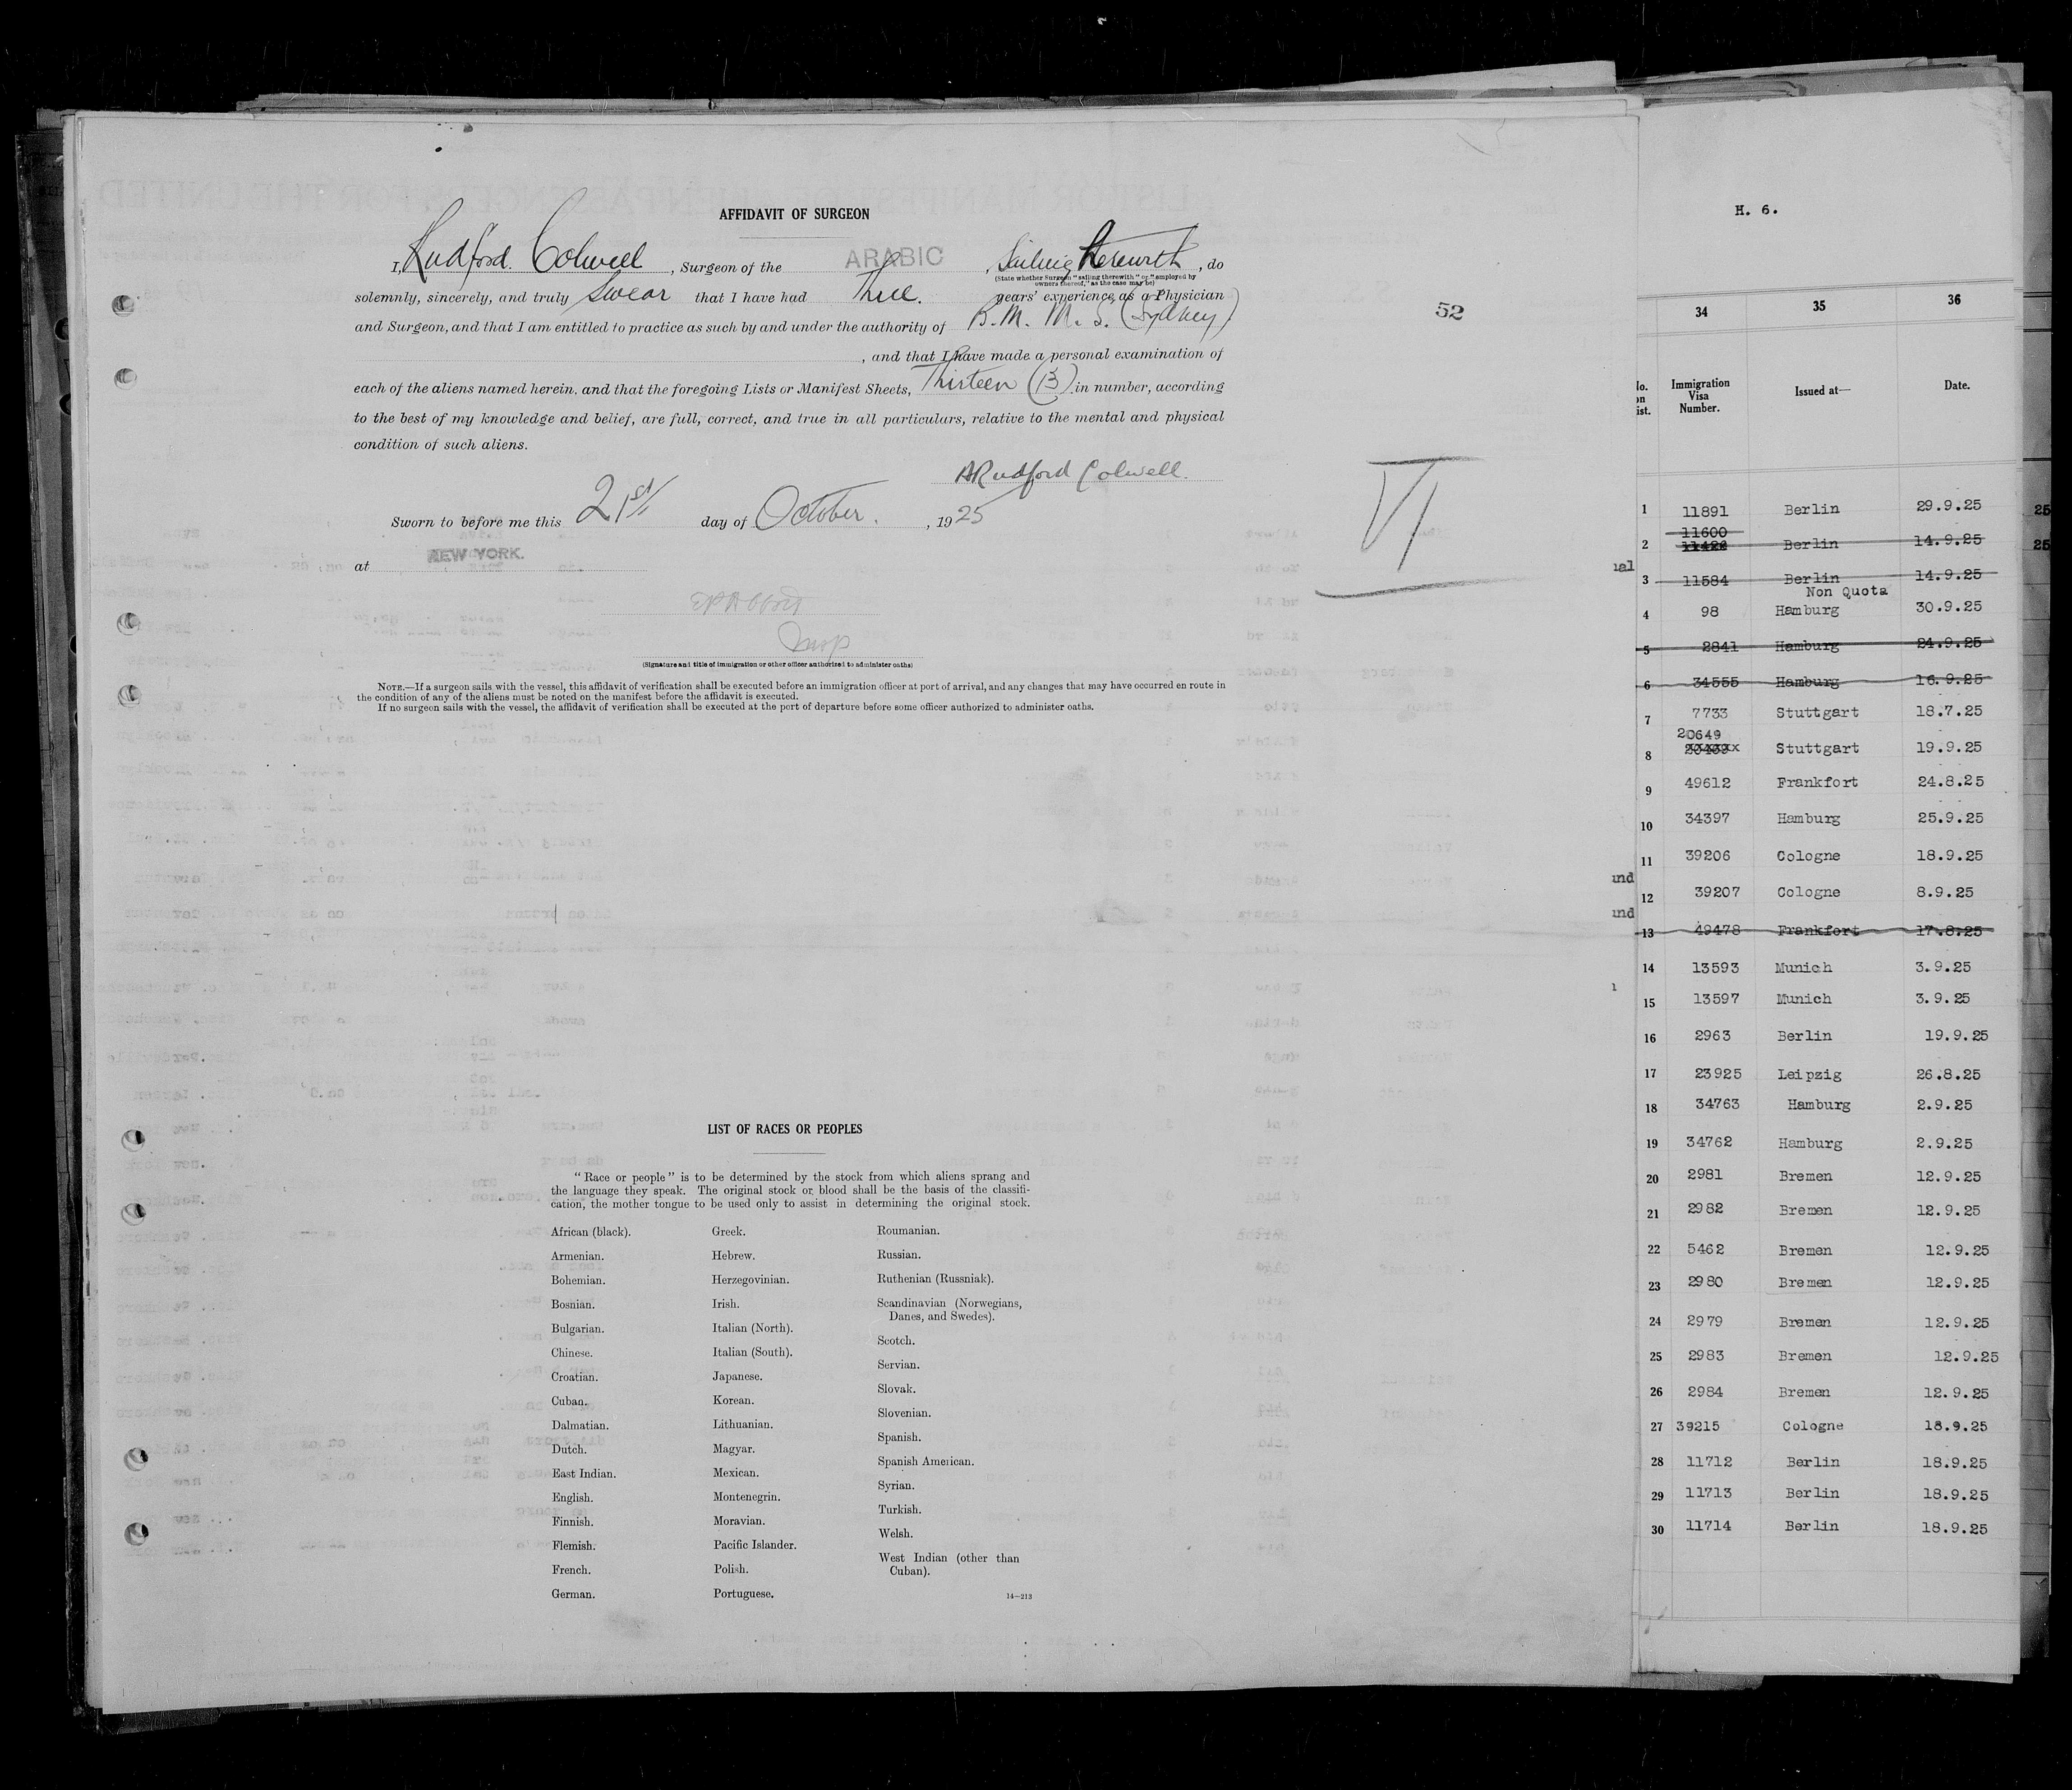 AFFIDAVIT OF SURGEON
I, Rudford Colwell, Surgeon of the ARABIC, Sailing therewith, do
(State whether Surgeon "sailing therewith" or "employed by
owners thereof," as the case may be)
solemnly, sincerely, and truly swear that I have had Three. years' experience as a Physician
and Surgeon, and that I am entitled to practice as such by and under the authority of B.M. M.S. (Sydney)
, and that I have made a personal examination of
each of the aliens named herein, and that the foregoing Lists or Manifest Sheets, Thirteen (13) in number, according
to the best of my knowledge and belief, are full, correct, and true in all particulars, relative to the mental and physical
condition of such aliens.
ARudford Colwell.
Sworn to before me this 21st day of October. , 1925
at NEW YORK.
Insp
(Signature and title of immigration or other officer authorized to administer oaths)
NOTE.—If a surgeon sails with the vessel, this affidavit of verification shall be executed before an immigration officer at port of arrival, and any changes that may have occurred en route in
the condition of any of the aliens must be noted on the manifest before the affidavit is executed.
If no surgeon sails with the vessel, the affidavit of verification shall be executed at the port of departure before some officer authorized to administer oaths.
52
VI
LIST OF RACES OR PEOPLES
"Race or people" is to be determined by the stock from which aliens sprang and
the language they speak. The original stock or blood shall be the basis of the classifi-
cation, the mother tongue to be used only to assist in determining the original stock.
African (black).
Armenian.
Bohemian.
Bosnian.
Bulgarian.
Chinese.
Croatian.
Cuban.
Dalmatian.
Dutch.
East Indian.
English.
Finnish.
Flemish.
French.
German.
Greek.
Hebrew.
Herzegovinian.
Irish.
Italian (North).
Italian (South).
Japanese.
Korean.
Lithuanian.
Magyar.
Mexican.
Montenegrin.
Moravian.
Pacific Islander.
Polish.
Portuguese.
Roumanian.
Russian.
Ruthenian (Russniak).
Scandinavian (Norwegians,
Danes, and Swedes).
Scotch.
Servian.
Slovak.
Slovenian.
Spanish.
Spanish American.
Syrian.
Turkish.
Welsh.
West Indian (other than
Cuban).
14—213
H. 6.
34 35 36
Immigration Visa Number. Issued at— Date.
1 11891 Berlin 29.9.25
11600
2 11422 Berlin 14.9.25
3 11584 Berlin 14.9.25
Non Quota
4 98 Hamburg 30.9.25
5 2841 Hamburg 24.9.25
6 34555 Hamburg 16.9.25
7 7733 Stuttgart 18.7.25
20649
8 20439 Stuttgart 19.9.25
9 49612 Frankfort 24.8.25
10 34397 Hamburg 25.9.25
11 39206 Cologne 18.9.25
12 39207 Cologne 8.9.25
13 49478 Frankfort 17.8.25
14 13593 Munich 3.9.25
15 13597 Munich 3.9.25
16 2963 Berlin 19.9.25
17 23925 Leipzig 26.8.25
18 34763 Hamburg 2.9.25
19 34762 Hamburg 2.9.25
20 2981 Bremen 12.9.25
21 2982 Bremen 12.9.25
22 5462 Bremen 12.9.25
23 2980 Bremen 12.9.25
24 2979 Bremen 12.9.25
25 2983 Bremen 12.9.25
26 2984 Bremen 12.9.25
27 39215 Cologne 18.9.25
28 11712 Berlin 18.9.25
29 11713 Berlin 18.9.25
30 11714 Berlin 18.9.25